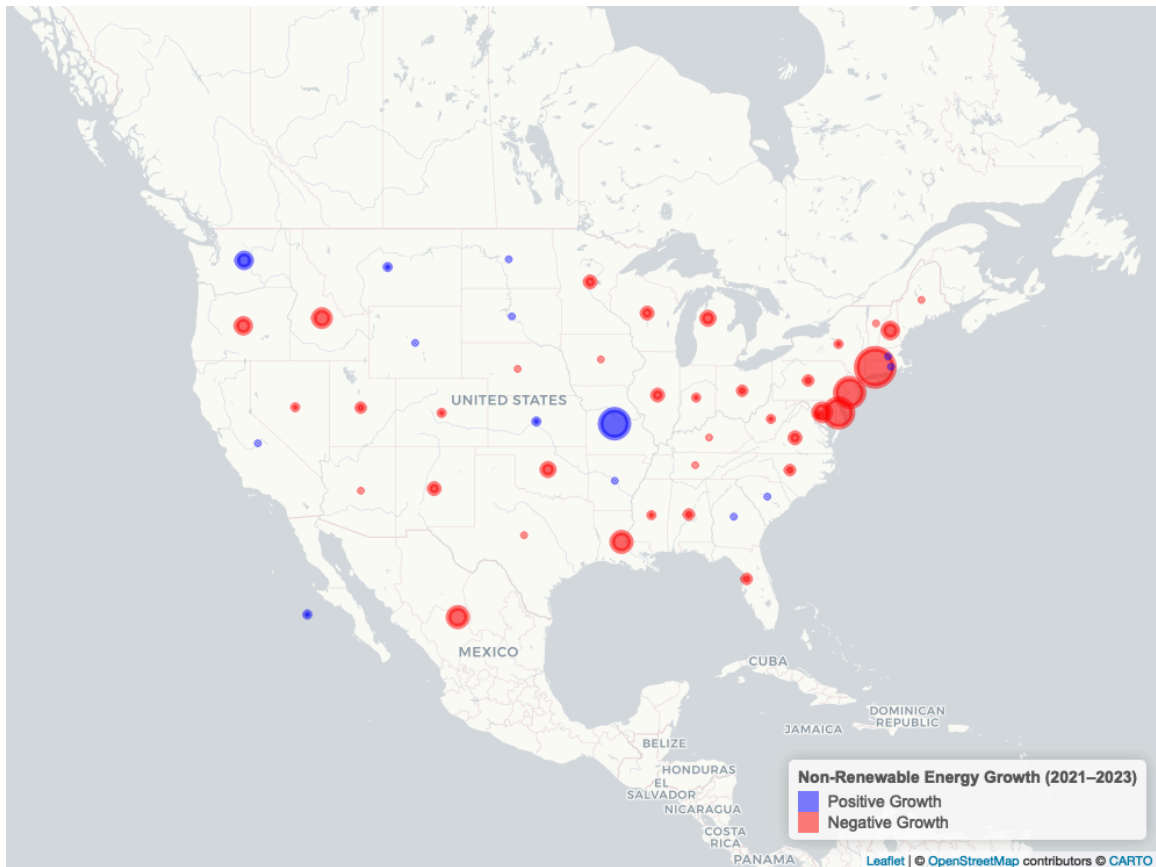 UNITED STATES
MEXICO
CUBA
DOMINICAN
REPUBLIC
JAMAICA
BELIZE
HONDURAS
EL
SALVADOR
NICARAGUA
COSTA
RICA
PANAMA
Non-Renewable Energy Growth (2021–2023)
Positive Growth
Negative Growth
Leaflet | © OpenStreetMap contributors © CARTO